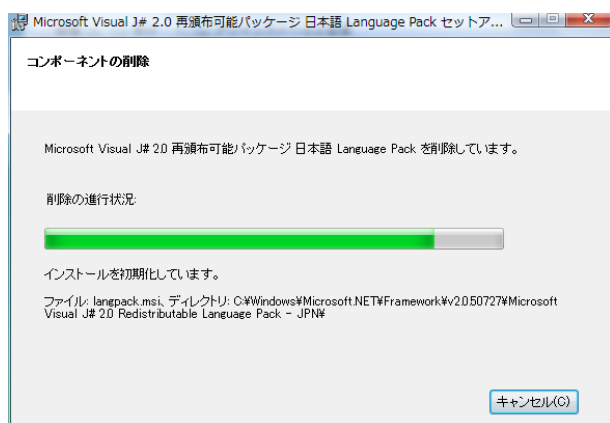 Microsoft Visual J# 2.0 再頒布可能パッケージ 日本語 Language Pack セットア...
コンポーネントの削除
Microsoft Visual J# 2.0 再頒布可能パッケージ 日本語 Language Pack を削除しています。
削除の進行状況:
インストールを初期化しています。
ファイル: langpack.msi、ディレクトリ: C:¥Windows¥Microsoft.NET¥Framework¥v2.0.50727¥Microsoft
Visual J# 2.0 Redistributable Language Pack - JPN¥
キャンセル(C)